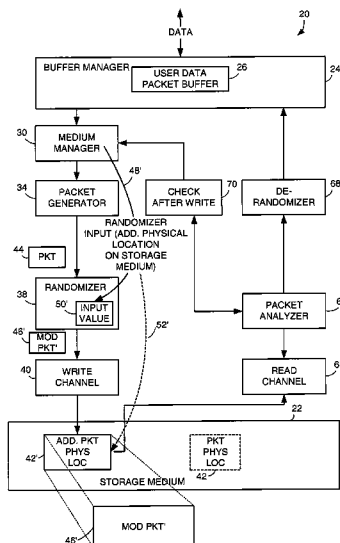 DATA
20
BUFFER MANAGER
26
USER DATA
PACKET BUFFER
24
30
MEDIUM
MANAGER
48'
70
68
34
PACKET
GENERATOR
CHECK
AFTER WRITE
DE-
RANDOMIZER
RANDOMIZER
INPUT (ADD. PHYSICAL
LOCATION
ON STORAGE
MEDIUM)
44
PKT
38
RANDOMIZER
50'
INPUT
VALUE
52'
PACKET
ANALYZER
46'
MOD
PKT'
40
WRITE
CHANNEL
READ
CHANNEL
22
42'
ADD. PKT
PHYS
LOC
PKT
PHYS
LOC
42
STORAGE MEDIUM
46'
MOD PKT'